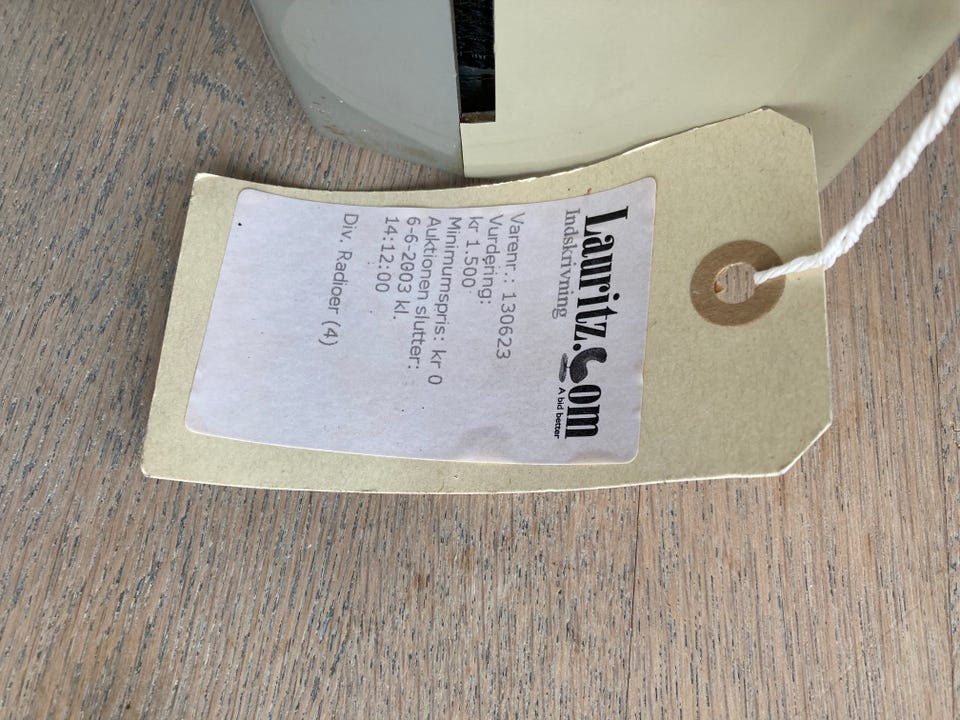 Lauritz.Com
A bid better
Indskrivning
Varenr.: 130623
Vurdering:
kr 1.500
Minimumspris: kr 0
Auktionen slutter:
6-6-2003 kl.
14:12:00
Div. Radioer (4)